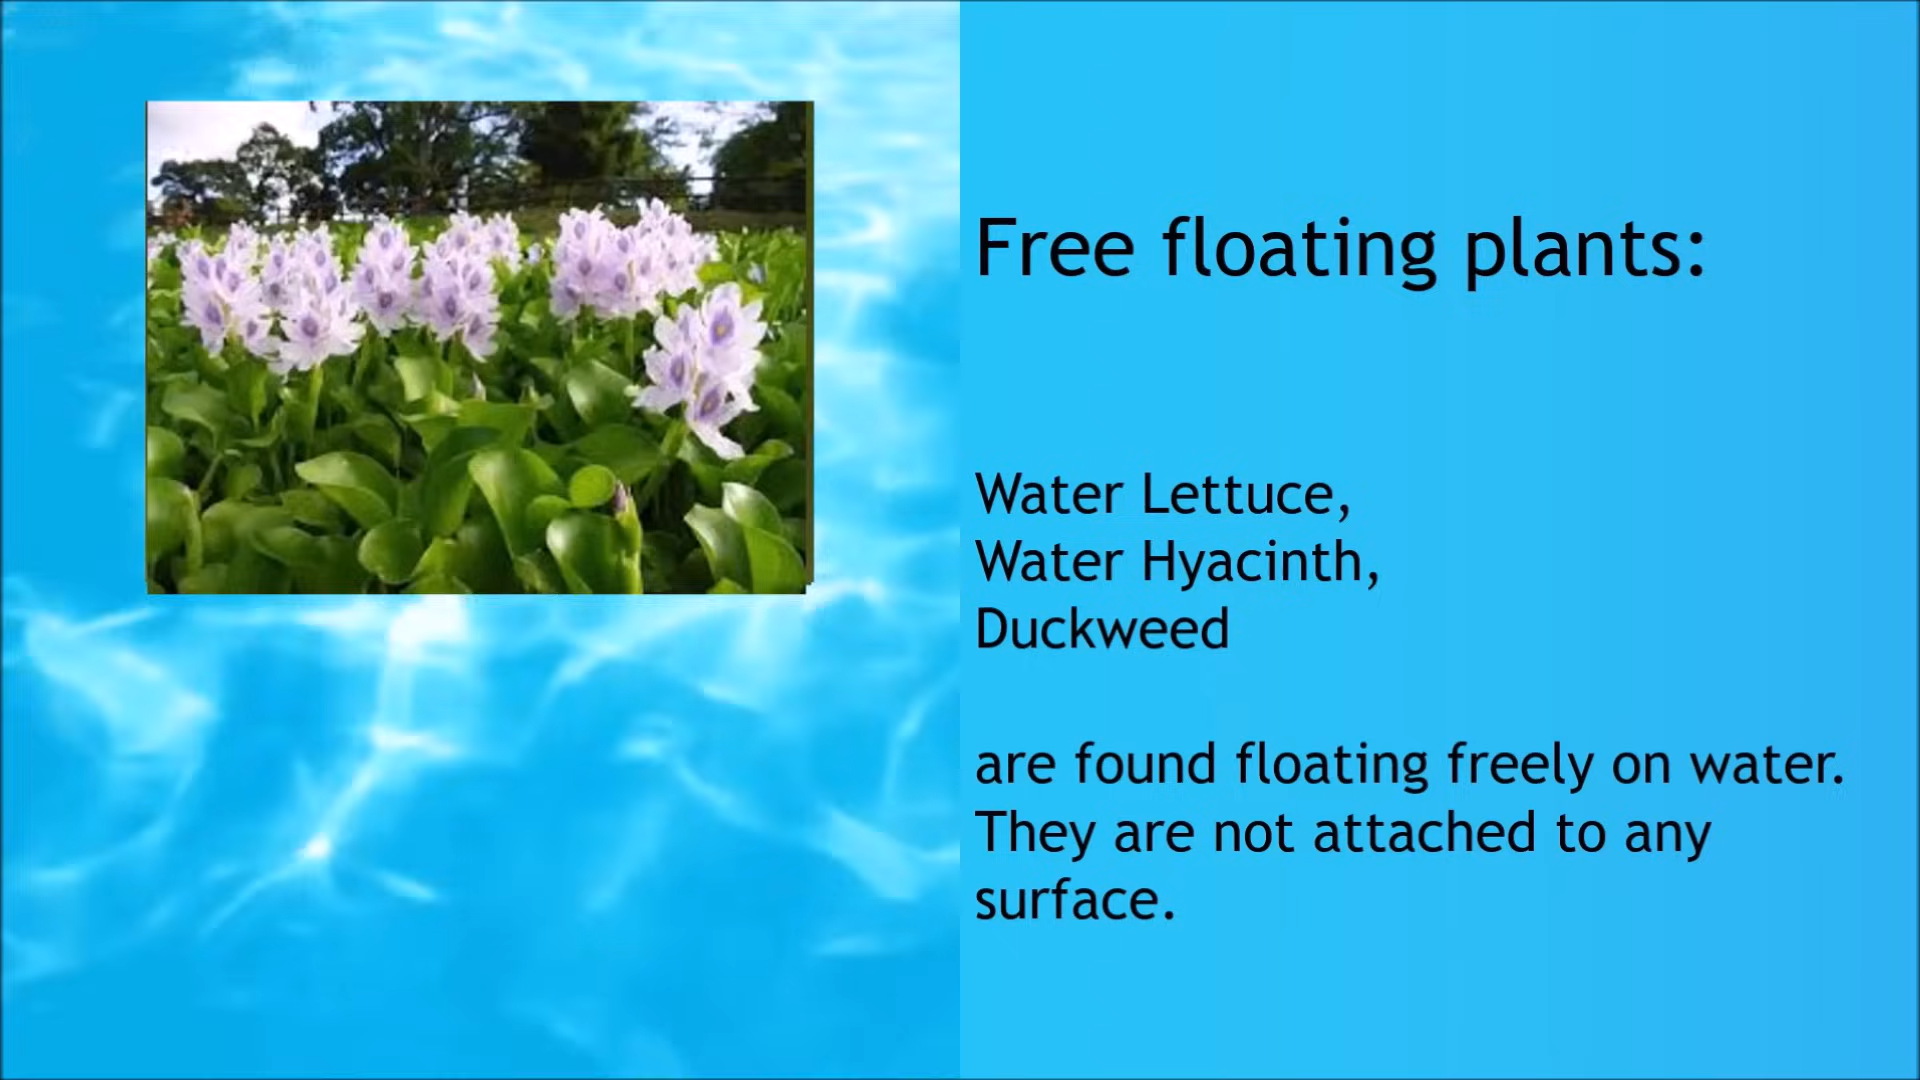 Free floating plants:
Water Lettuce,
Water Hyacinth,
Duckweed
are found floating freely on water.
They are not attached to any
surface.